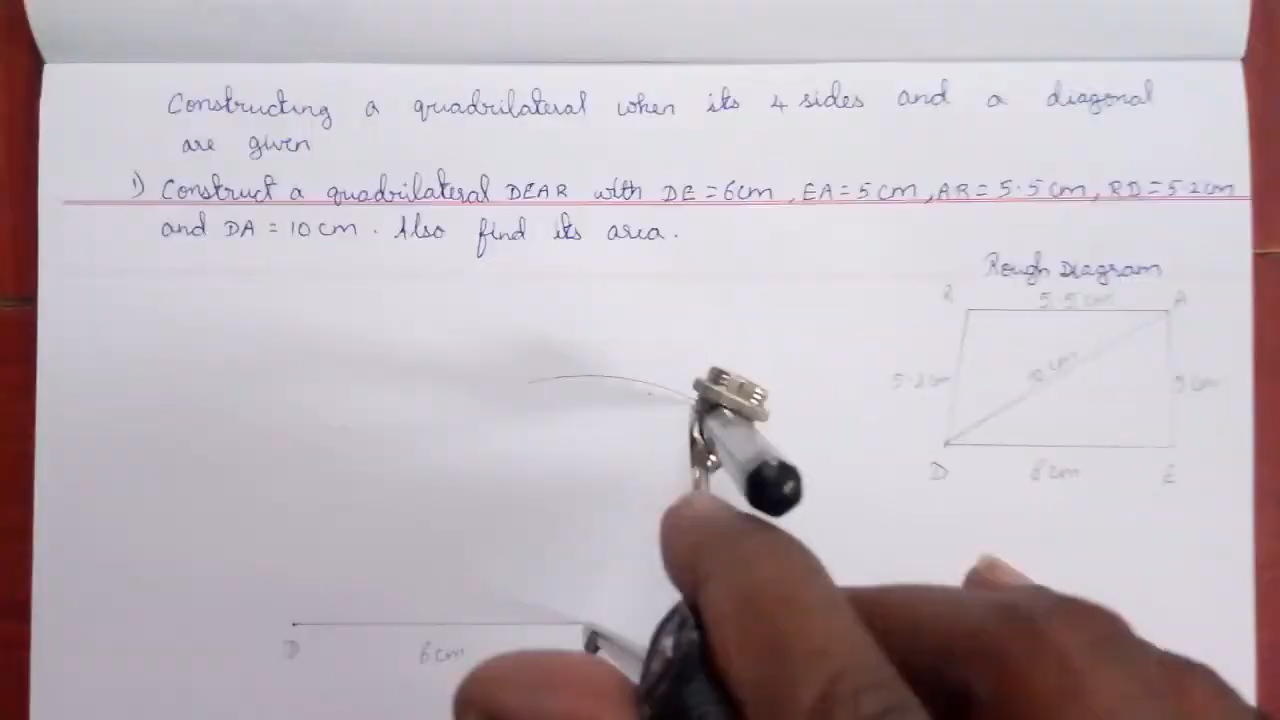 Constructing a quadrilateral when its 4 sides and a diagonal
are given
1) Construct a quadrilateral DEAR with DE = 6cm, EA = 5cm, AR = 5.5cm, RD = 5.2cm
and DA = 10cm. Also find its area.
Rough Diagram
R 5.5cm A
5.2cm 10 cm 5cm
D 6cm E
D 6cm